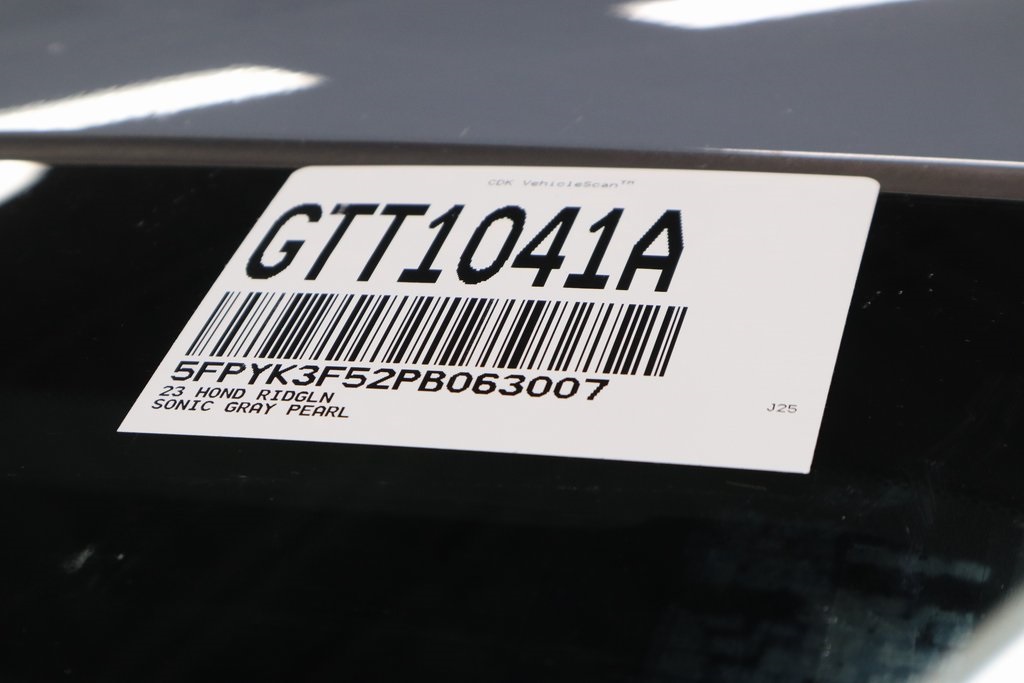 CDK VehicleScan™
GTT1041A
5FPYK3F52PB063007
23 HOND RIDGLN
SONIC GRAY PEARL
J25